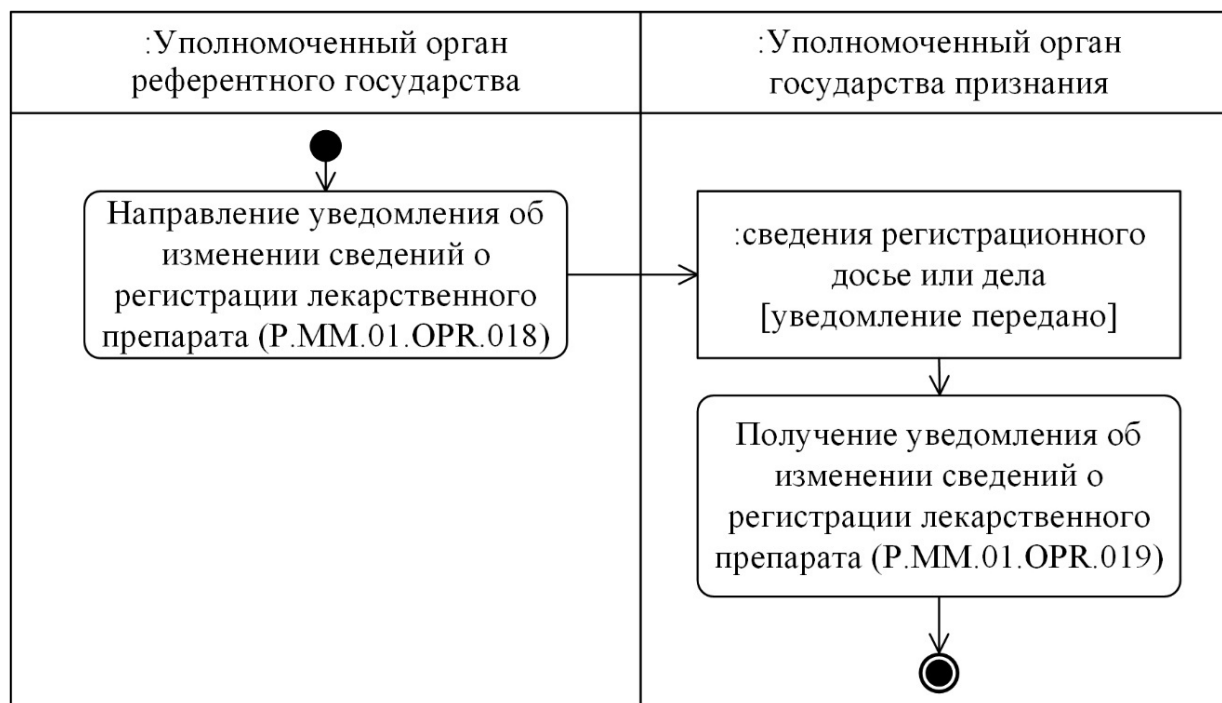 :Уполномоченный орган
референтного государства
:Уполномоченный орган
государства признания
Направление уведомления об
изменении сведений о
регистрации лекарственного
препарата (P.MM.01.OPR.018)
:сведения регистрационного
досье или дела
[уведомление передано]
Получение уведомления об
изменении сведений о
регистрации лекарственного
препарата (P.MM.01.OPR.019)